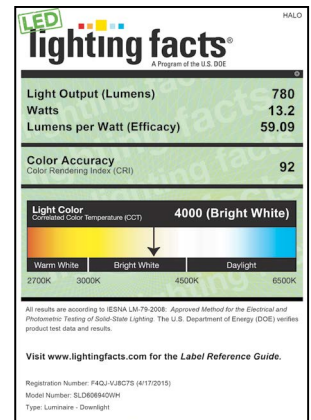 HALO
LED
lighting facts®
A Program of the U.S. DOE
Light Output (Lumens) 780
Watts 13.2
Lumens per Watt (Efficacy) 59.09
Color Accuracy 92
Color Rendering Index (CRI)
Light Color 4000 (Bright White)
Correlated Color Temperature (CCT)
Warm White Bright White Daylight
2700K 3000K 4500K 6500K
All results are according to IESNA LM-79-2008: Approved Method for the Electrical and
Photometric Testing of Solid-State Lighting. The U.S. Department of Energy (DOE) verifies
product test data and results.
Visit www.lightingfacts.com for the Label Reference Guide.
Registration Number: F4QJ-VJ8C7S (4/17/2015)
Model Number: SLD606940WH
Type: Luminaire - Downlight